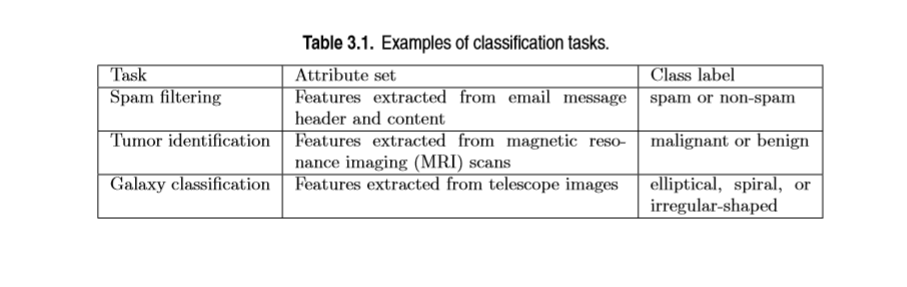 Table 3.1. Examples of classification tasks.
Task Attribute set Class label
Spam filtering Features extracted from email message spam or non-spam
header and content
Tumor identification Features extracted from magnetic reso- malignant or benign
nance imaging (MRI) scans
Galaxy classification Features extracted from telescope images elliptical, spiral, or
irregular-shaped